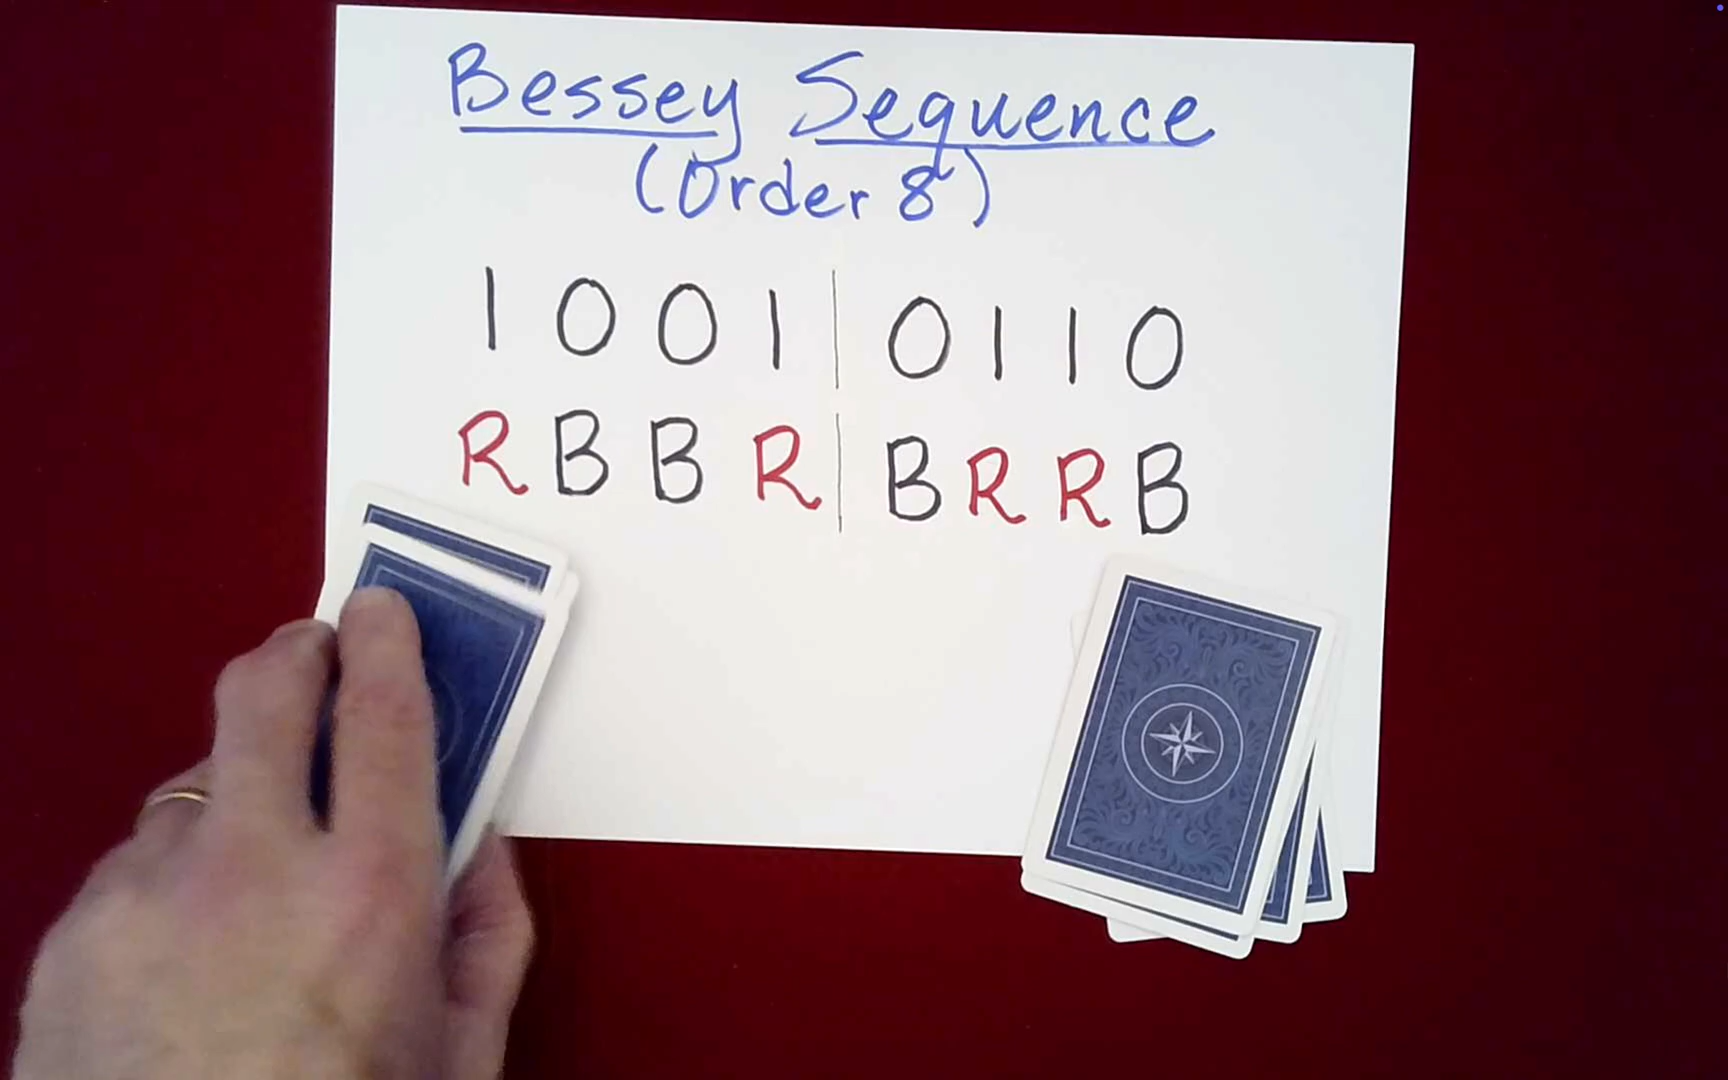 Bessey Sequence
(Order 8)
1 0 0 1 | 0 1 1 0
R B B R | B R R B